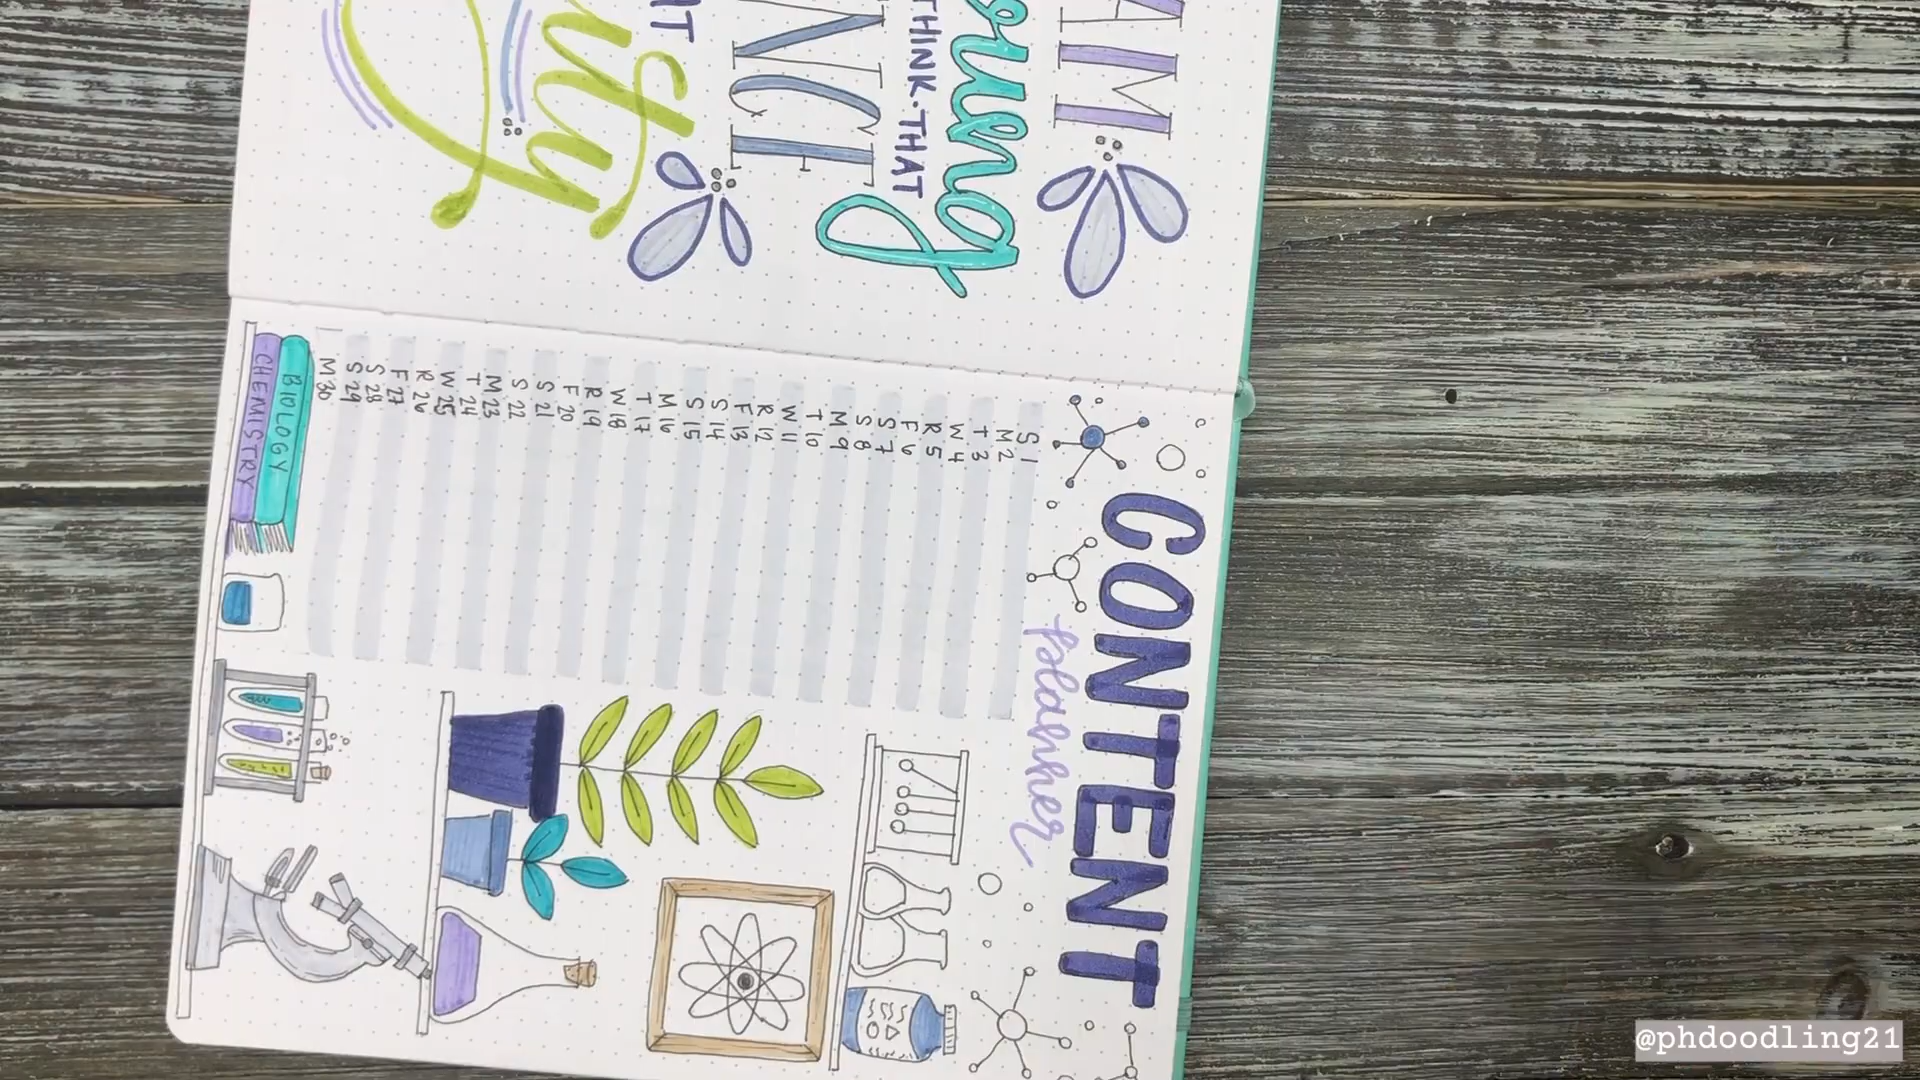 AM
oring
THINK·THAT
NCE
AT
sity
CONTENT
planner
S 1
M 2
T 3
W 4
R 5
F 6
S 7
S 8
M 9
T 10
W 11
R 12
F 13
S 14
S 15
M 16
T 17
W 18
R 19
F 20
S 21
S 22
M 23
T 24
W 25
R 26
F 27
S 28
S 29
M 30
BIOLOGY
CHEMISTRY
@phdoodling21